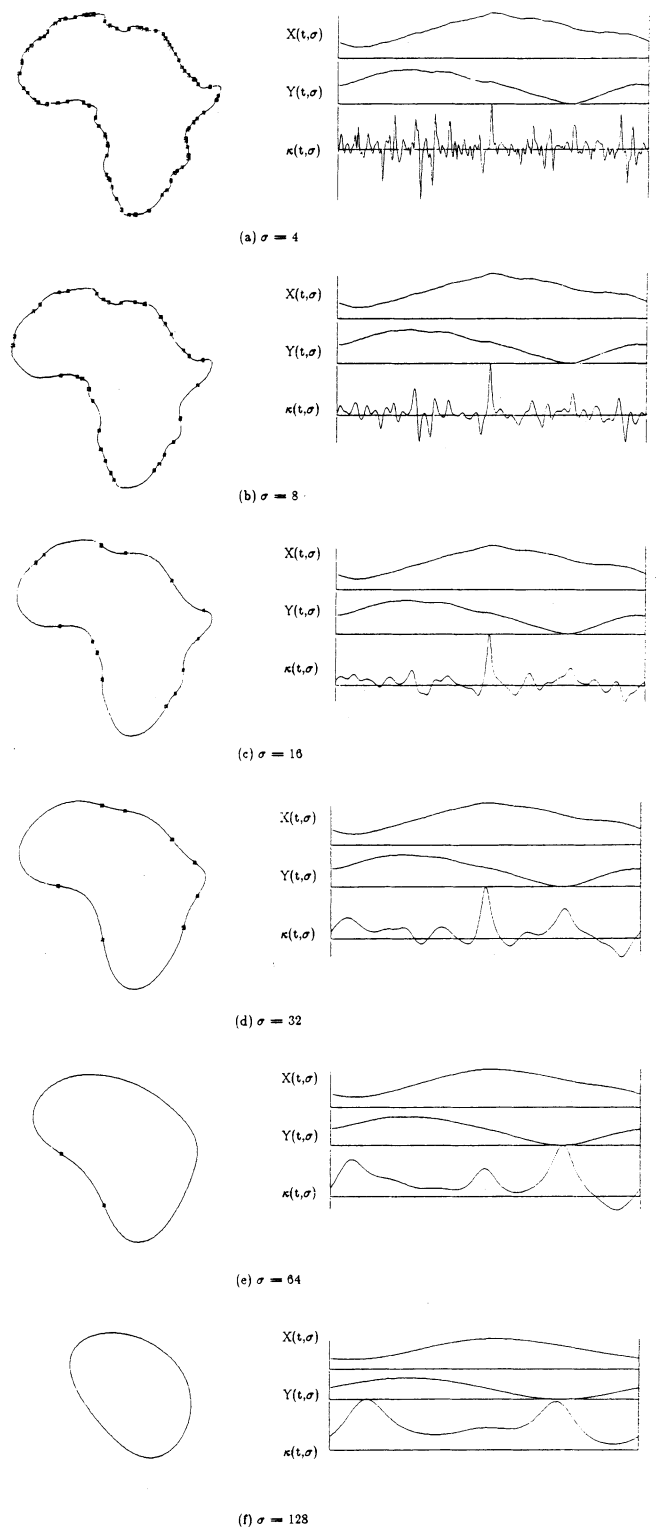 X(t,σ)
Y(t,σ)
κ(t,σ)
(a) σ = 4
X(t,σ)
Y(t,σ)
κ(t,σ)
(b) σ = 8
X(t,σ)
Y(t,σ)
κ(t,σ)
(c) σ = 16
X(t,σ)
Y(t,σ)
κ(t,σ)
(d) σ = 32
X(t,σ)
Y(t,σ)
κ(t,σ)
(e) σ = 64
X(t,σ)
Y(t,σ)
κ(t,σ)
(f) σ = 128